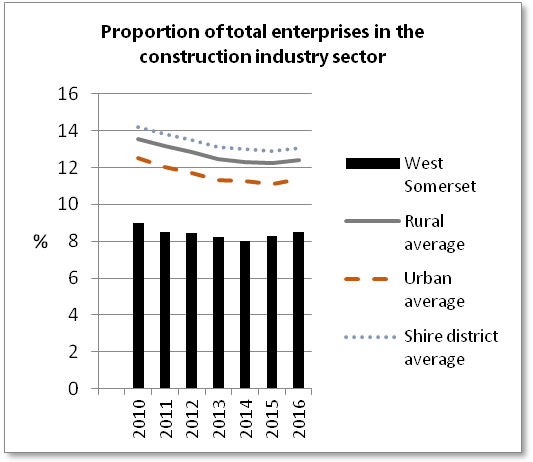 Proportion of total enterprises in the
construction industry sector
16
14
12
10
8
6
4
2
0
%
2010
2011
2012
2013
2014
2015
2016
West
Somerset
Rural
average
Urban
average
Shire district
average